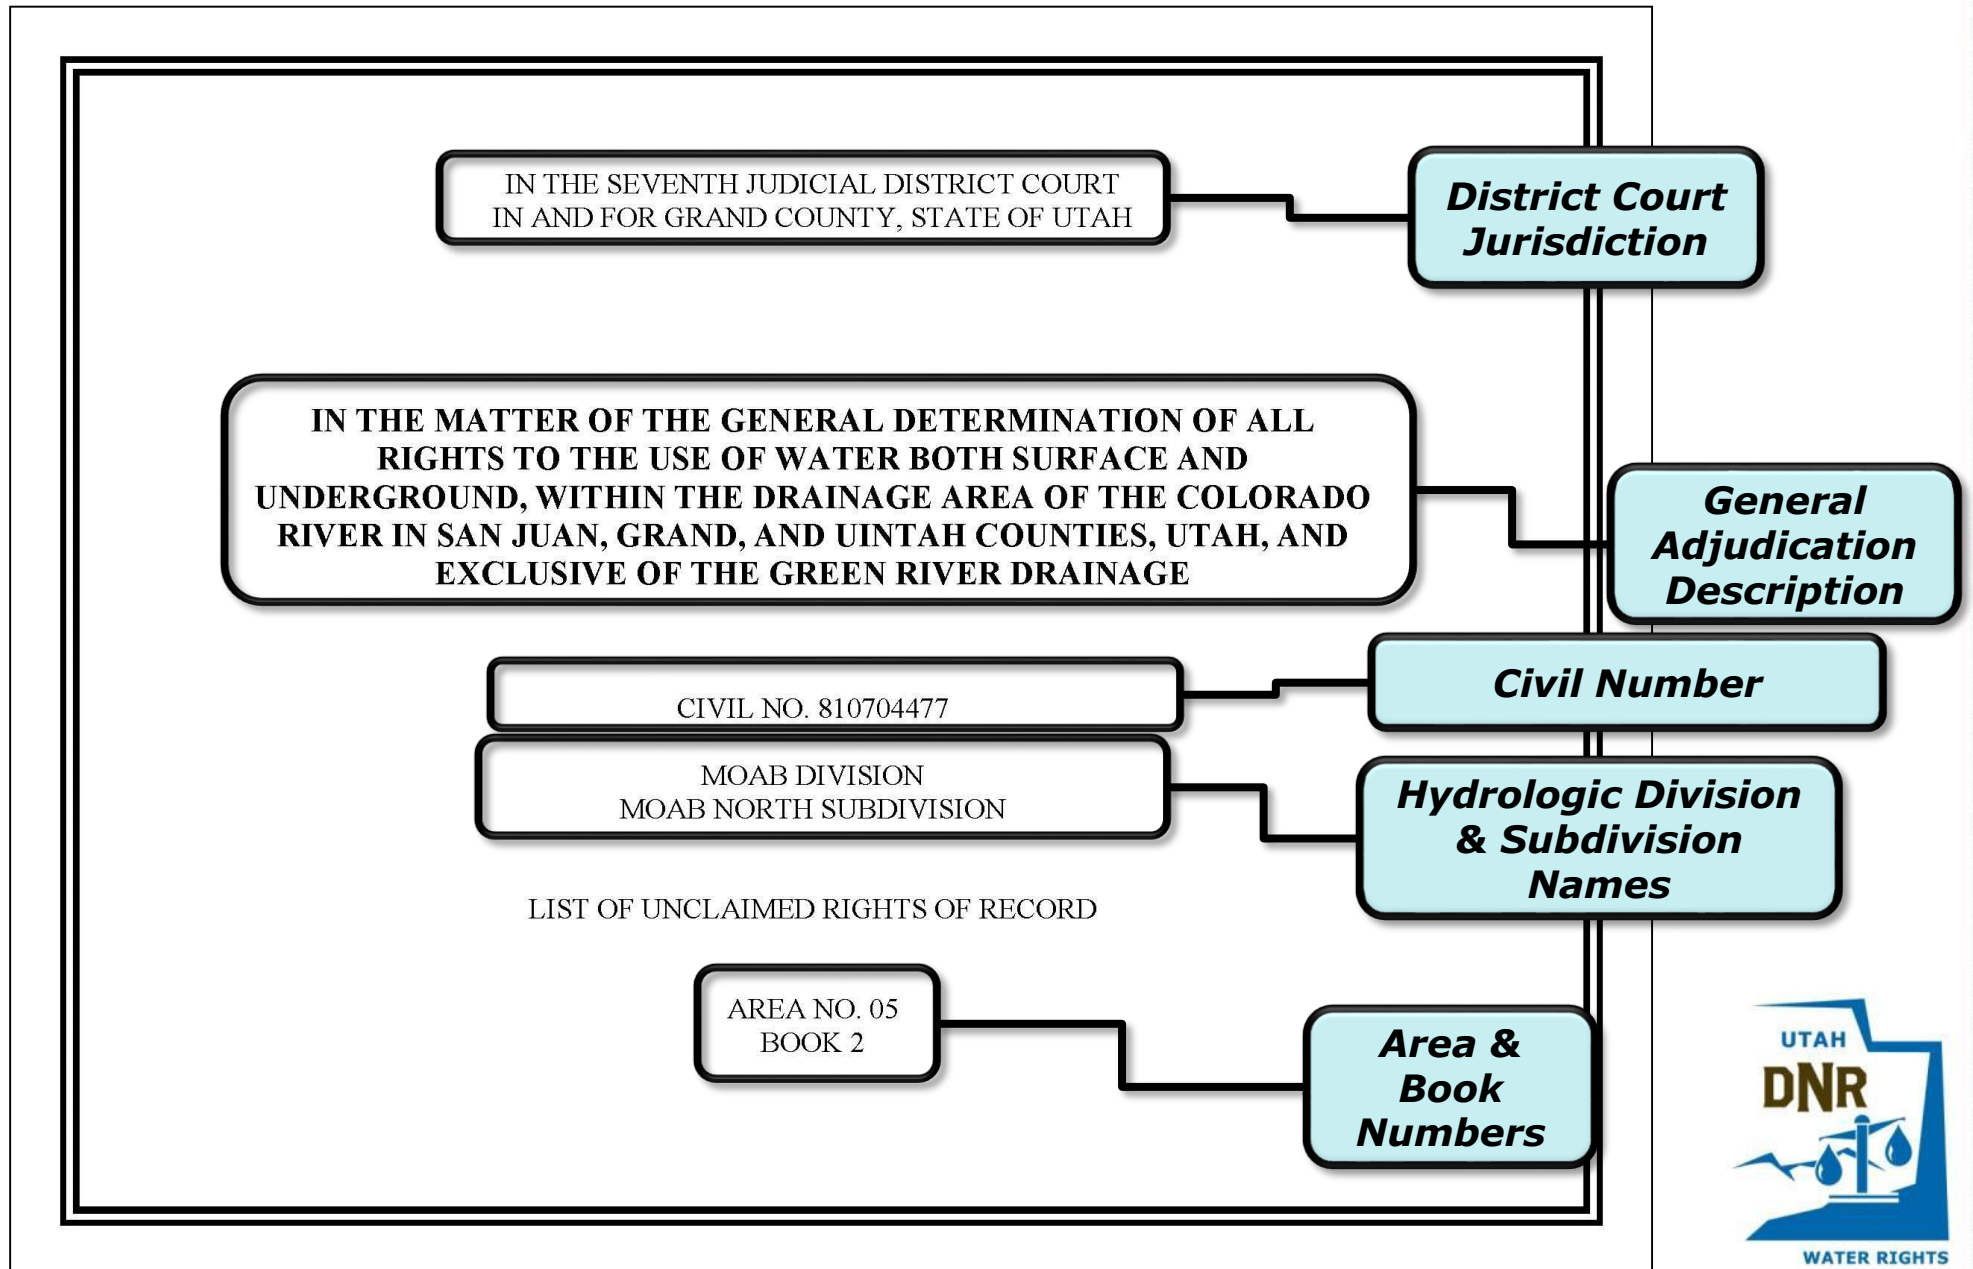 IN THE SEVENTH JUDICIAL DISTRICT COURT
IN AND FOR GRAND COUNTY, STATE OF UTAH
District Court
Jurisdiction
IN THE MATTER OF THE GENERAL DETERMINATION OF ALL
RIGHTS TO THE USE OF WATER BOTH SURFACE AND
UNDERGROUND, WITHIN THE DRAINAGE AREA OF THE COLORADO
RIVER IN SAN JUAN, GRAND, AND UINTAH COUNTIES, UTAH, AND
EXCLUSIVE OF THE GREEN RIVER DRAINAGE
General
Adjudication
Description
CIVIL NO. 810704477
Civil Number
MOAB DIVISION
MOAB NORTH SUBDIVISION
Hydrologic Division
& Subdivision
Names
LIST OF UNCLAIMED RIGHTS OF RECORD
AREA NO. 05
BOOK 2
Area &
Book
Numbers
UTAH
DNR
WATER RIGHTS